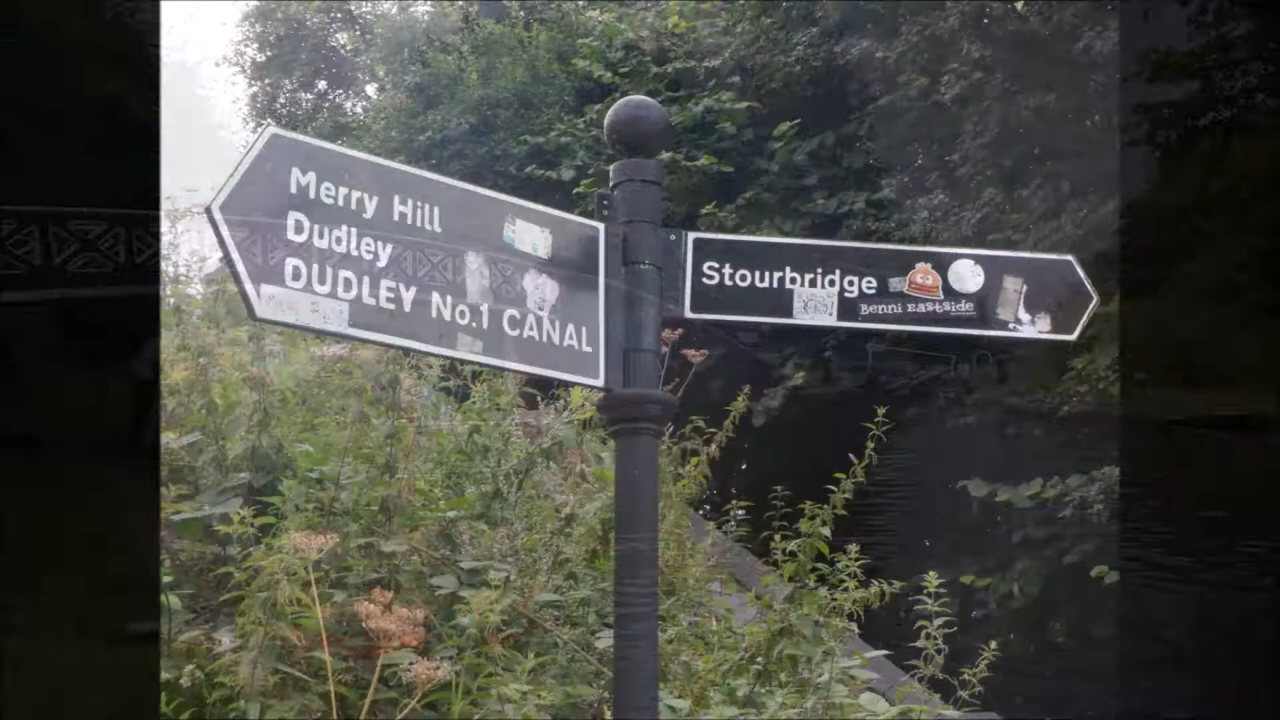 Merry Hill
Dudley
DUDLEY No.1 CANAL
Stourbridge
Benni Eastside